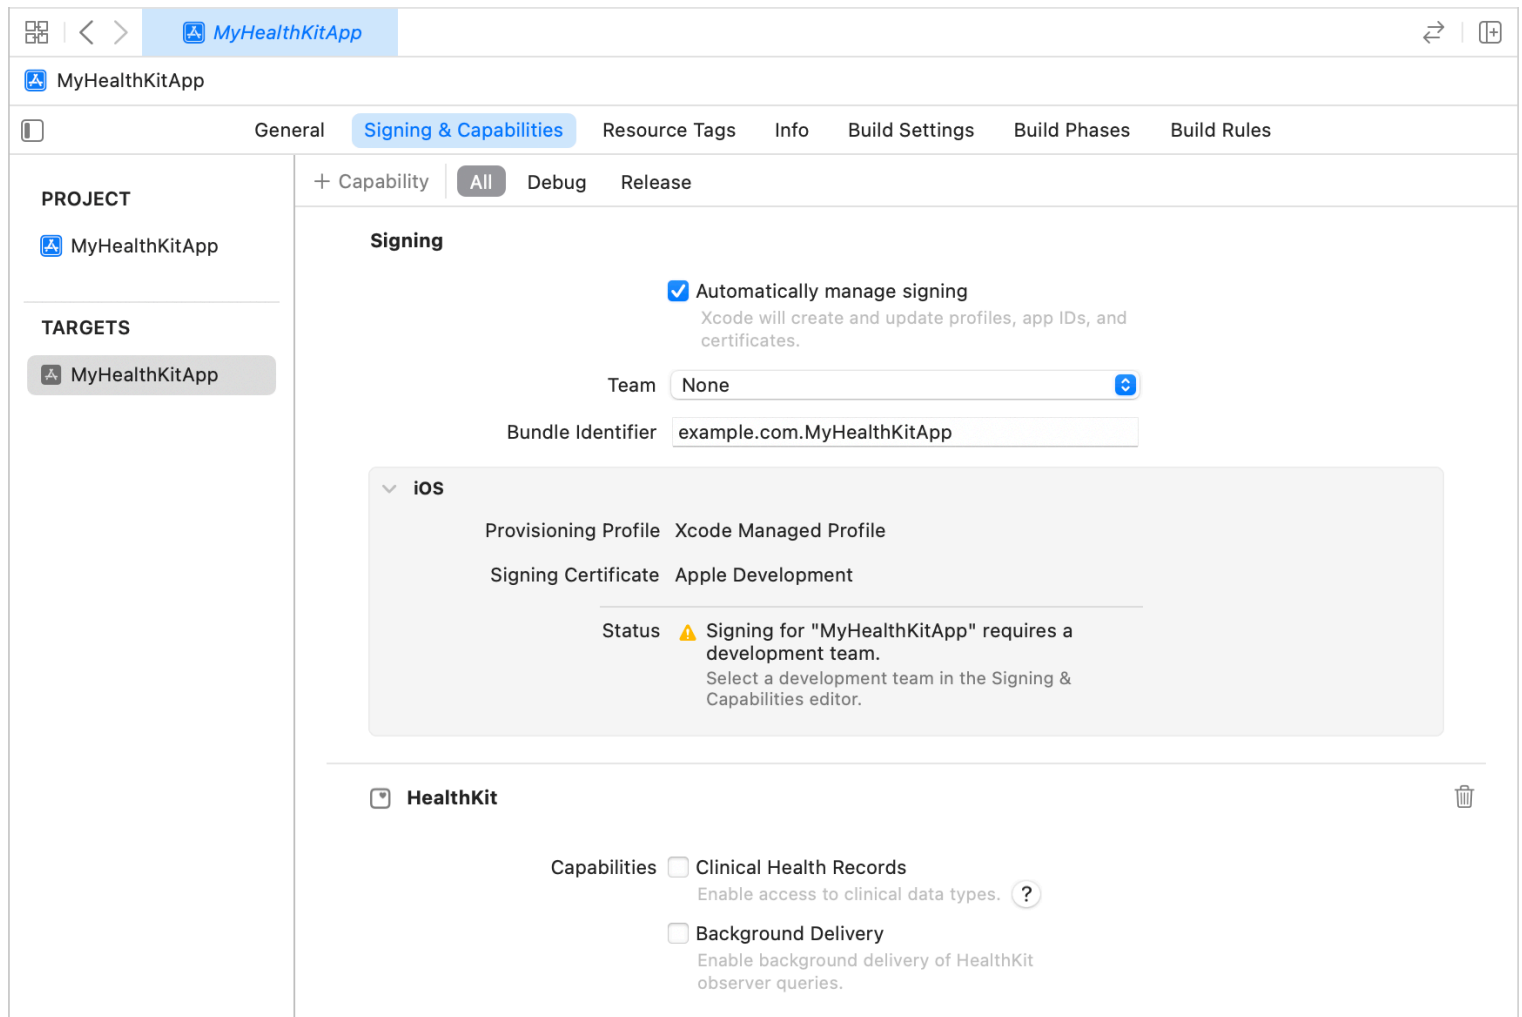 MyHealthKitApp
MyHealthKitApp
General Signing & Capabilities Resource Tags Info Build Settings Build Phases Build Rules
+ Capability All Debug Release
PROJECT
MyHealthKitApp
TARGETS
MyHealthKitApp
Signing
Automatically manage signing
Xcode will create and update profiles, app IDs, and
certificates.
Team None
Bundle Identifier example.com.MyHealthKitApp
iOS
Provisioning Profile Xcode Managed Profile
Signing Certificate Apple Development
Status Signing for "MyHealthKitApp" requires a
development team.
Select a development team in the Signing &
Capabilities editor.
HealthKit
Capabilities Clinical Health Records
Enable access to clinical data types. ?
Background Delivery
Enable background delivery of HealthKit
observer queries.